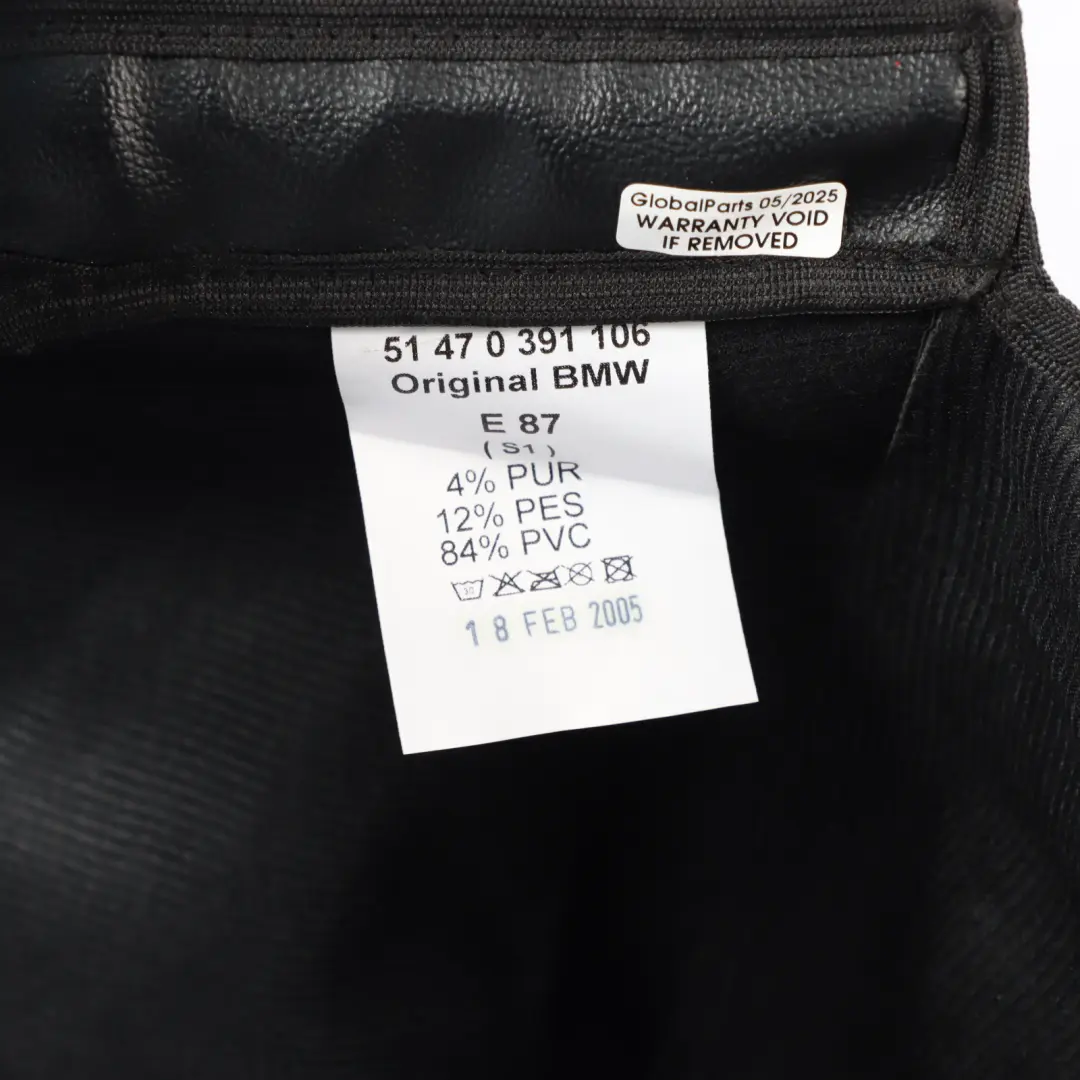 GlobalParts 05/2025
WARRANTY VOID
IF REMOVED
51 47 0 391 106
Original BMW
E 87
( S1 )
4% PUR
12% PES
84% PVC
30
18 FEB 2005